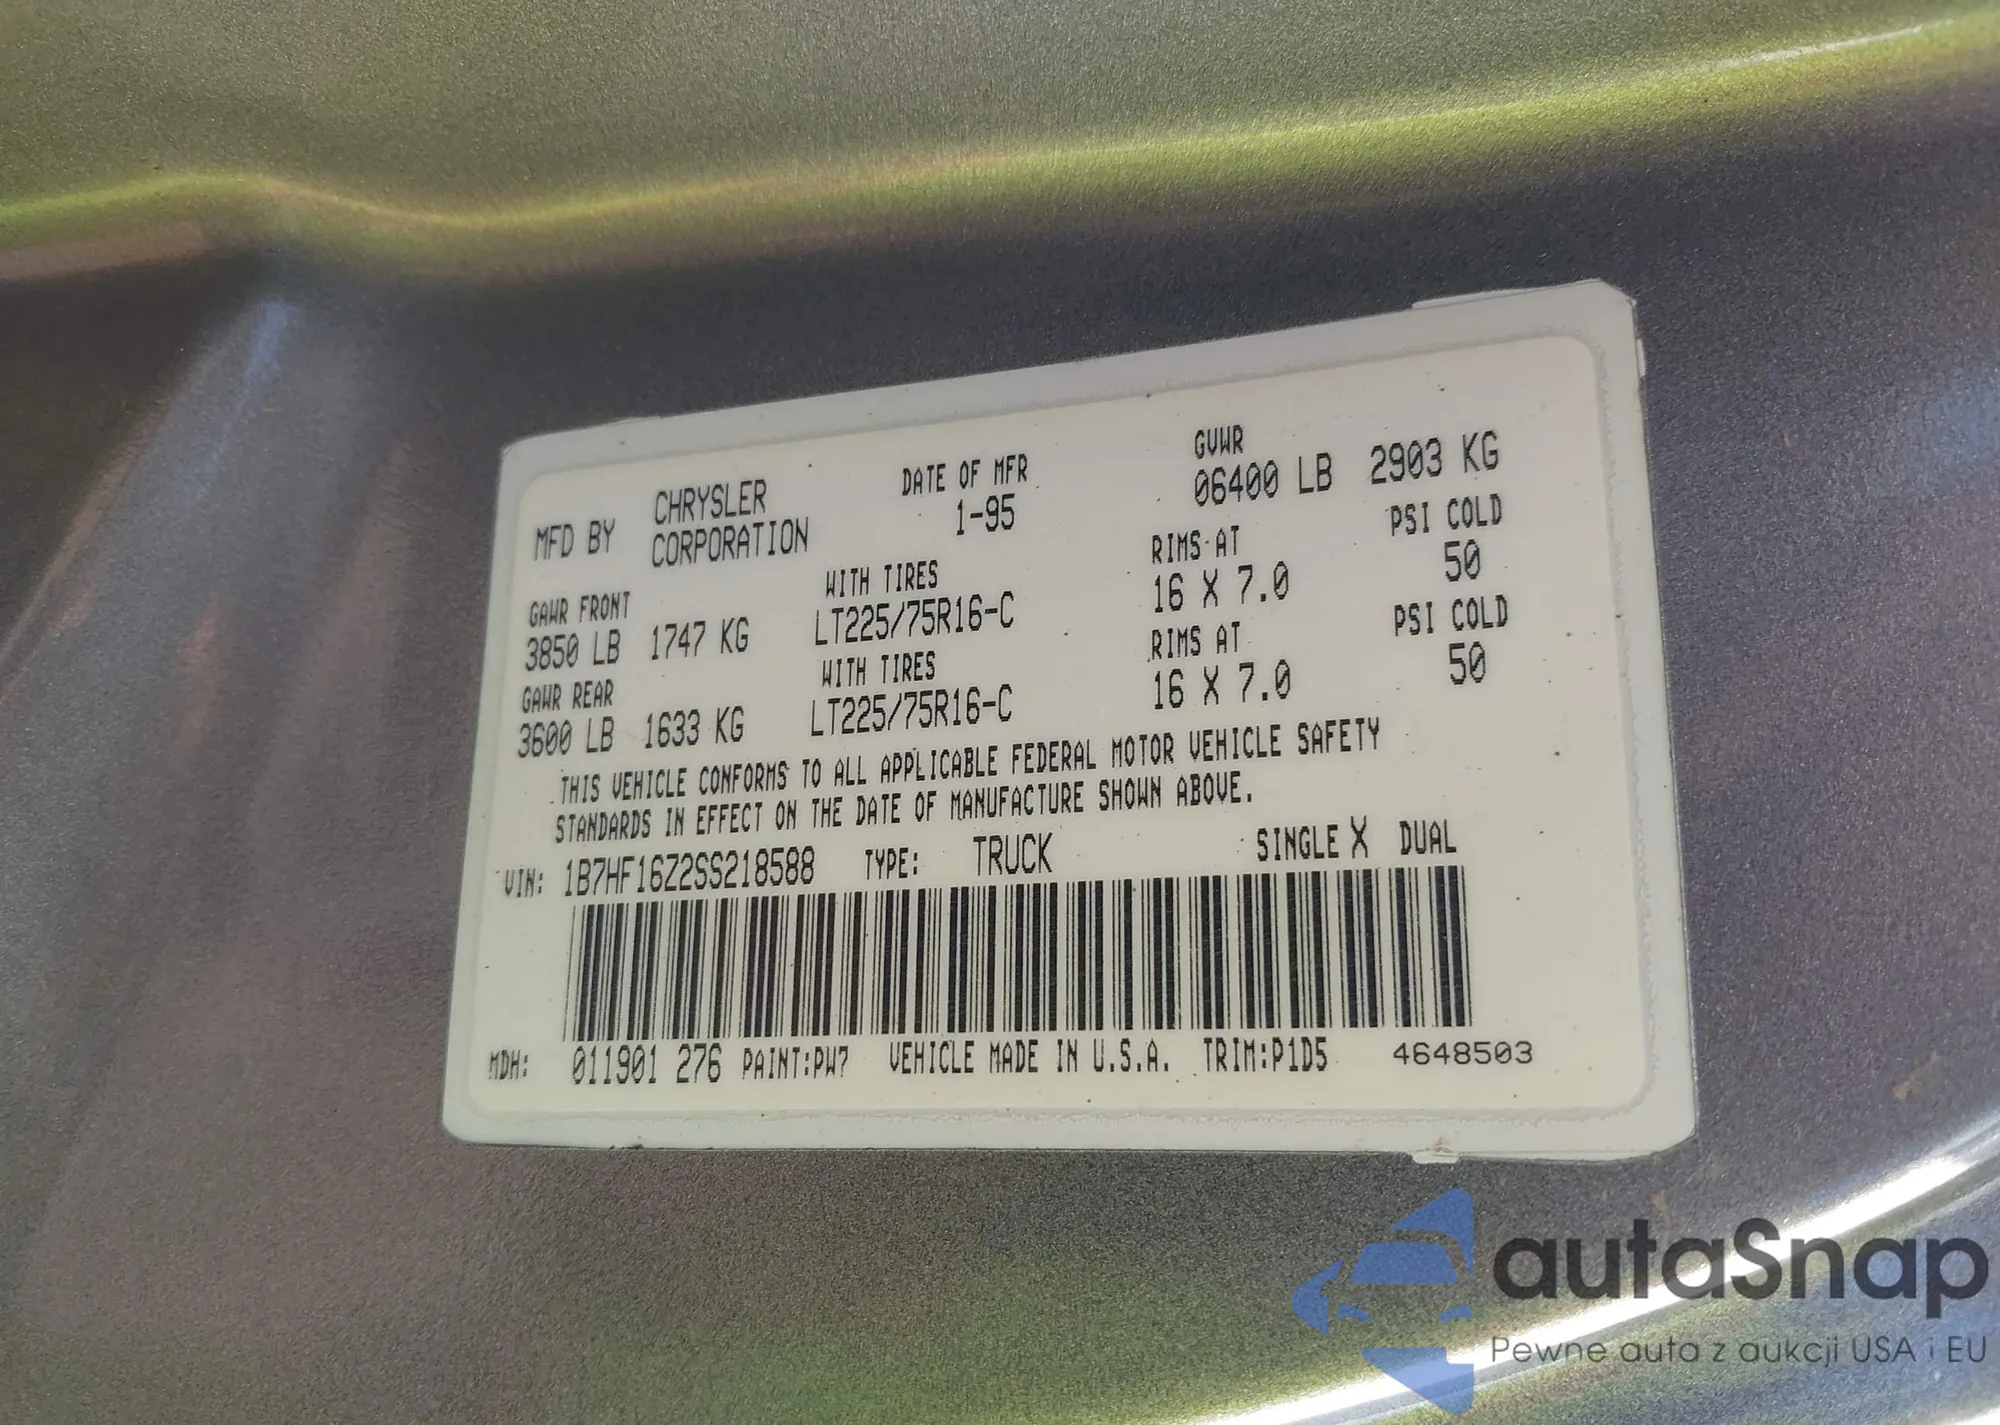 MFD BY CHRYSLER CORPORATION DATE OF MFR 1-95 GVWR 06400 LB 2903 KG
GAWR FRONT WITH TIRES RIMS AT PSI COLD
3850 LB 1747 KG LT225/75R16-C 16 X 7.0 50
GAWR REAR WITH TIRES RIMS AT PSI COLD
3600 LB 1633 KG LT225/75R16-C 16 X 7.0 50
THIS VEHICLE CONFORMS TO ALL APPLICABLE FEDERAL MOTOR VEHICLE SAFETY
STANDARDS IN EFFECT ON THE DATE OF MANUFACTURE SHOWN ABOVE.
VIN: 1B7HF16Z2SS218588 TYPE: TRUCK SINGLE X DUAL
MDH: 011901 276 PAINT:PW7 VEHICLE MADE IN U.S.A. TRIM:P1D5 4648503
autaSnap
Pewne auta z aukcji USA i EU